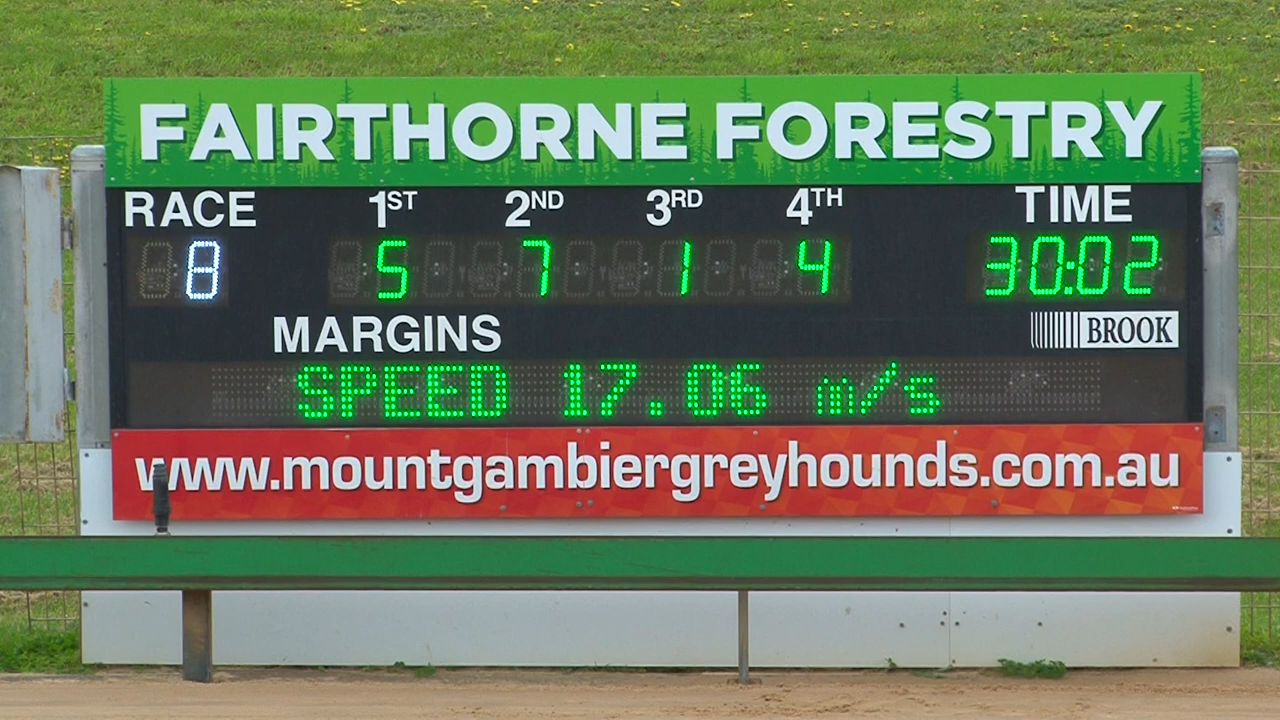 FAIRTHORNE FORESTRY
RACE 1ST 2ND 3RD 4TH TIME
8 5 7 1 4 30:02
MARGINS BROOK
SPEED 17.06 m/s
www.mountgambiergreyhounds.com.au